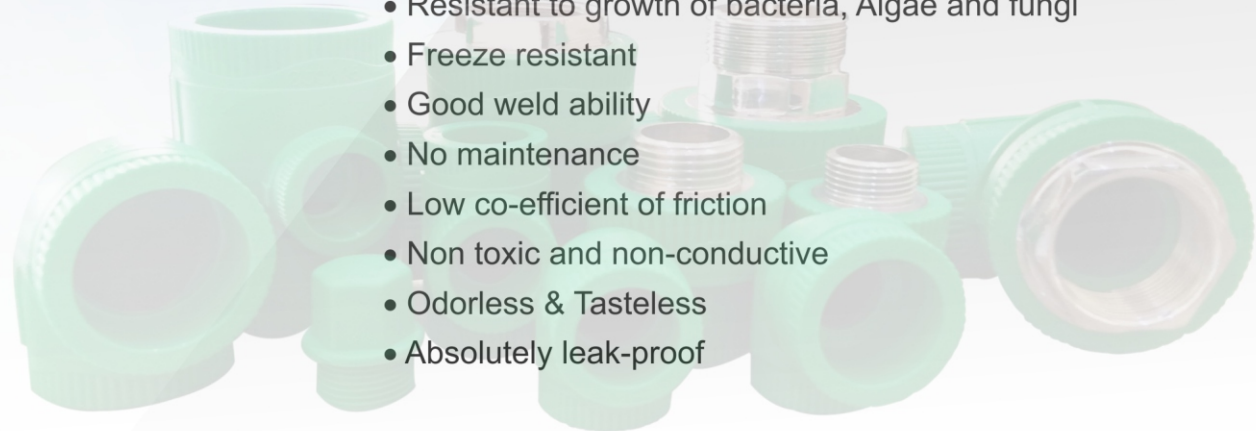 • Resistant to growth of bacteria, Algae and fungi
• Freeze resistant
• Good weld ability
• No maintenance
• Low co-efficient of friction
• Non toxic and non-conductive
• Odorless & Tasteless
• Absolutely leak-proof